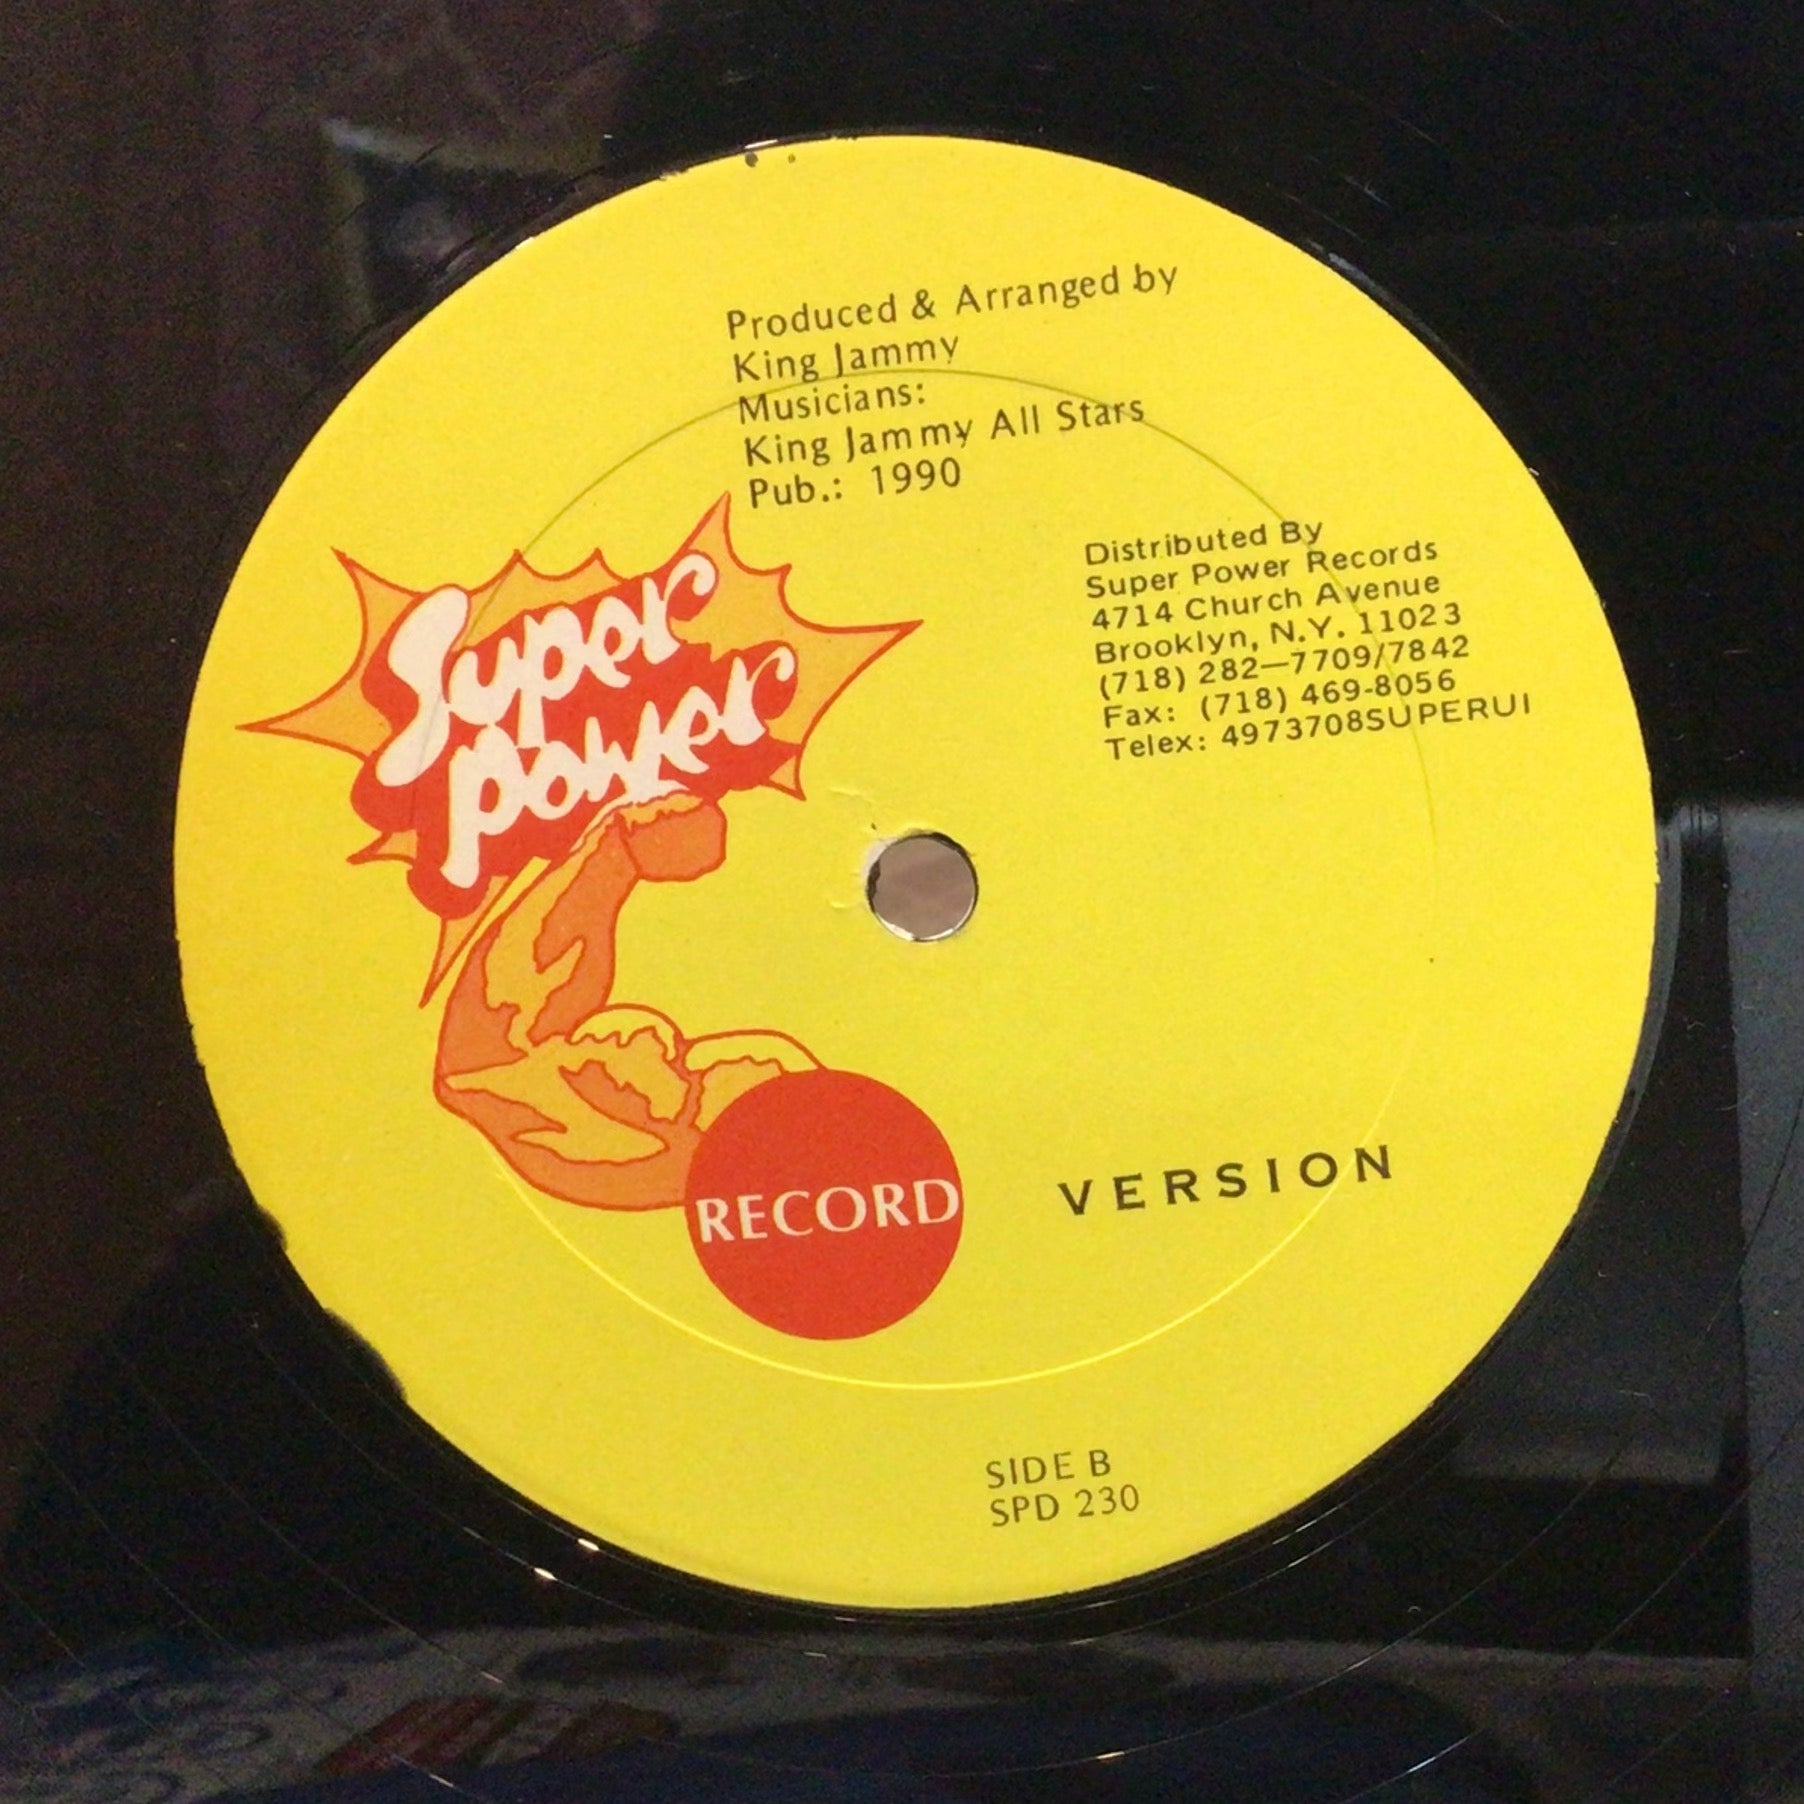 Produced & Arranged by
King Jammy
Musicians:
King Jammy All Stars
Pub.: 1990
Distributed By
Super Power Records
4714 Church Avenue
Brooklyn, N.Y. 11023
(718) 282—7709/7842
Fax: (718) 469-8056
Telex: 4973708SUPERUI
Super
Power
RECORD
VERSION
SIDE B
SPD 230